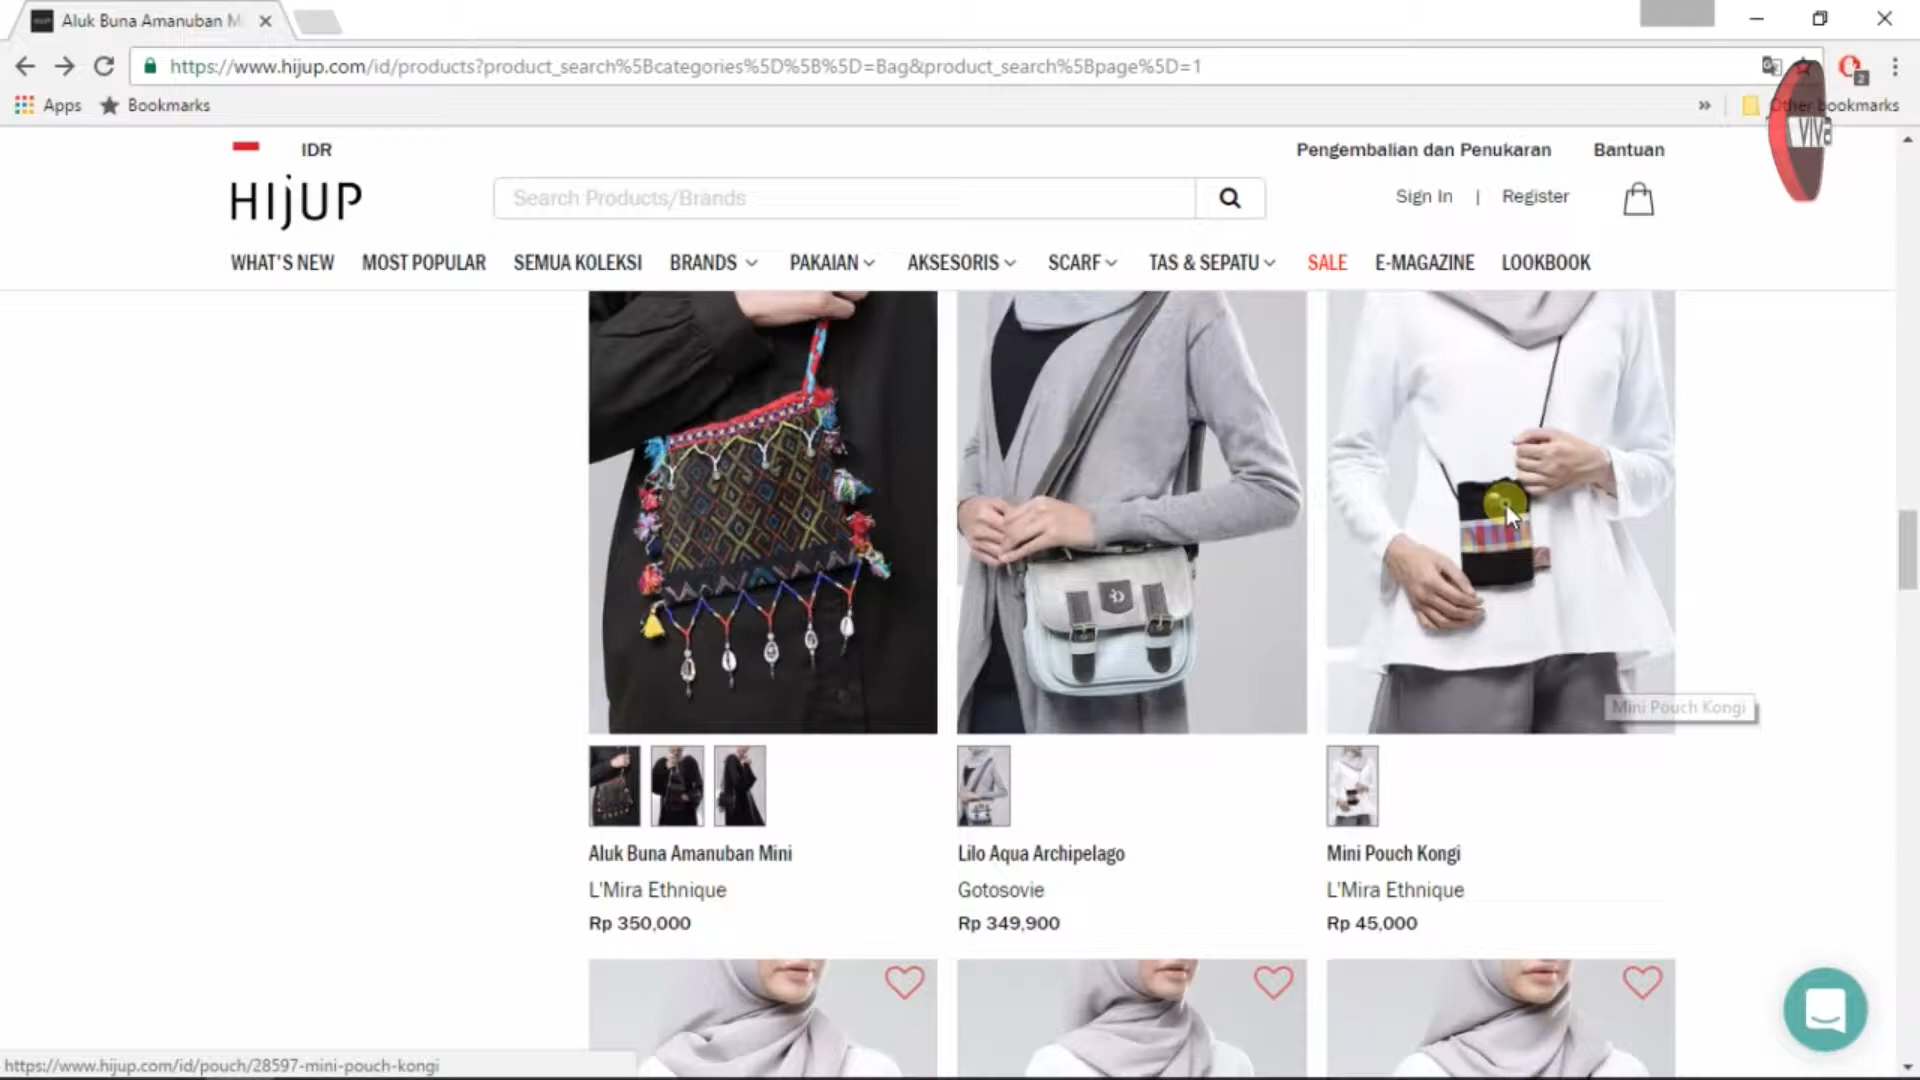 Aluk Buna Amanuban M
https://www.hijup.com/id/products?product_search%5Bcategories%5D%5B%5D=Bag&product_search%5Bpage%5D=1
2
Apps
Bookmarks
»
Other bookmarks
VIVA
IDR
Pengembalian dan Penukaran
Bantuan
HIJUP
Search Products/Brands
Sign In | Register
WHAT'S NEW
MOST POPULAR
SEMUA KOLEKSI
BRANDS
PAKAIAN
AKSESORIS
SCARF
TAS & SEPATU
SALE
E-MAGAZINE
LOOKBOOK
Mini Pouch Kongi
Aluk Buna Amanuban Mini
L'Mira Ethnique
Rp 350,000
Lilo Aqua Archipelago
Gotosovie
Rp 349,900
Mini Pouch Kongi
L'Mira Ethnique
Rp 45,000
https://www.hijup.com/id/pouch/28597-mini-pouch-kongi